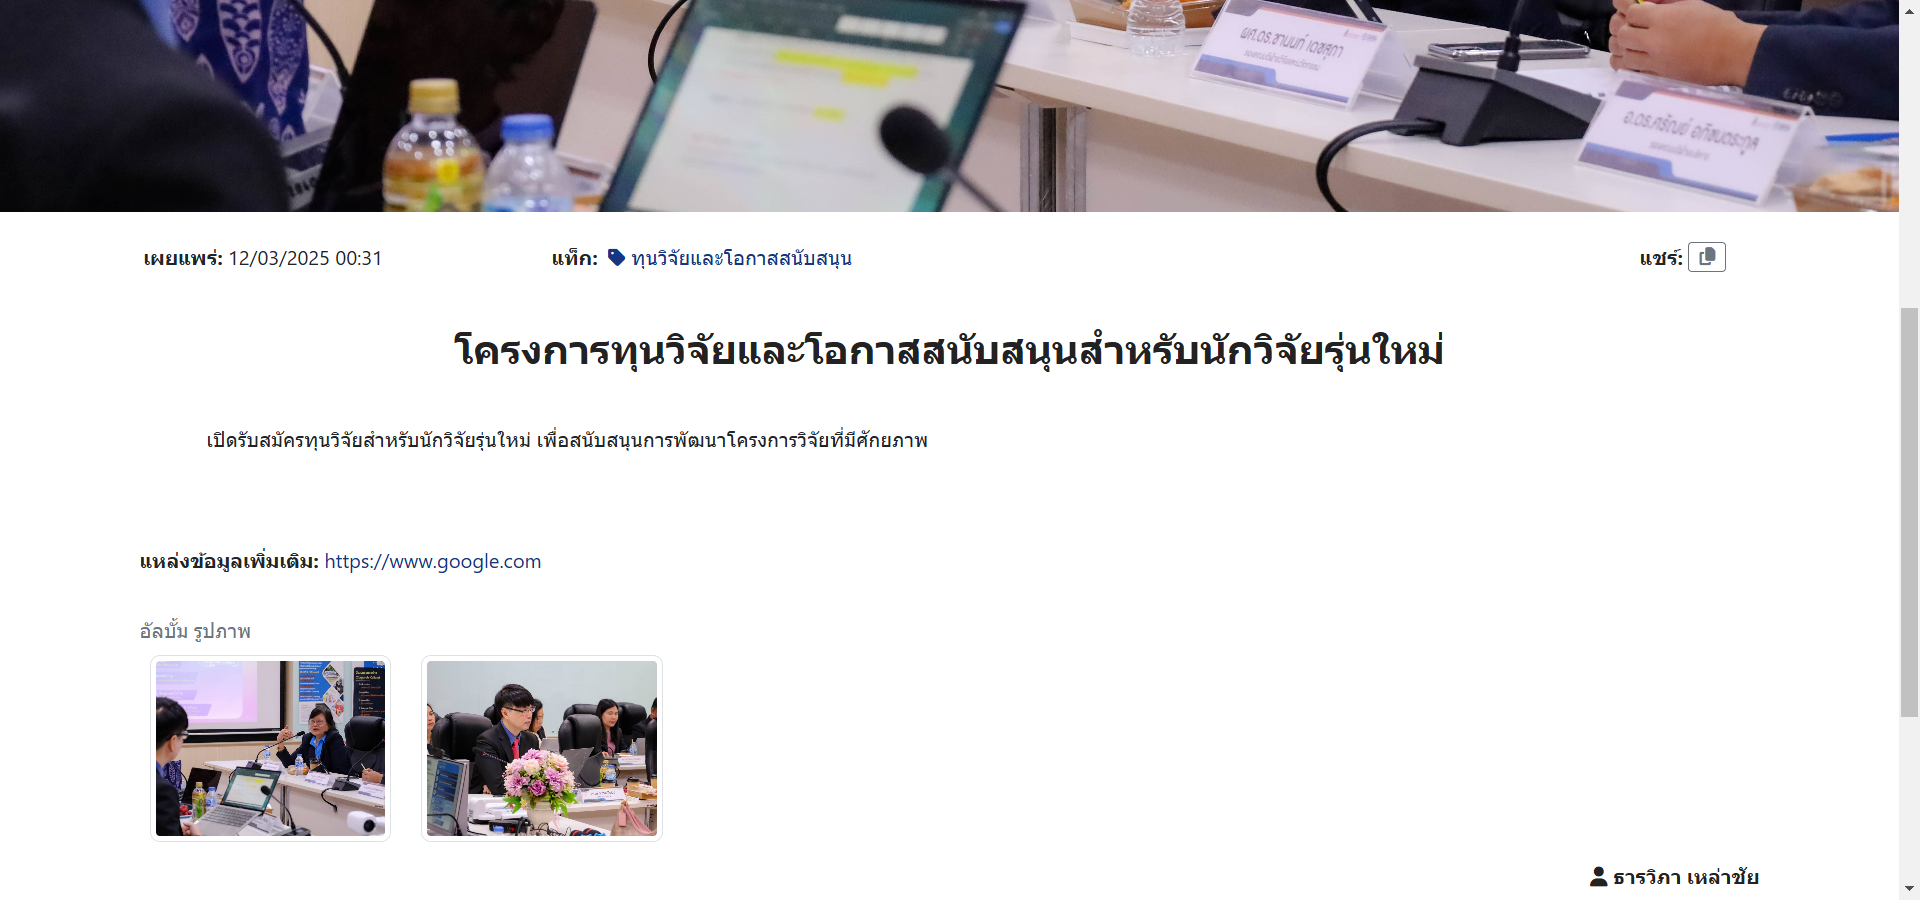 ผศ.ดร.ชานนท์ เดชสุภา
อ.ดร.ศรัณย์ อภิชนตระกูล
เผยแพร่: 12/03/2025 00:31
แท็ก: ทุนวิจัยและโอกาสสนับสนุน
แชร์:
โครงการทุนวิจัยและโอกาสสนับสนุนสำหรับนักวิจัยรุ่นใหม่
เปิดรับสมัครทุนวิจัยสำหรับนักวิจัยรุ่นใหม่ เพื่อสนับสนุนการพัฒนาโครงการวิจัยที่มีศักยภาพ
แหล่งข้อมูลเพิ่มเติม: https://www.google.com
อัลบั้ม รูปภาพ
ธารวิภา เหล่าชัย